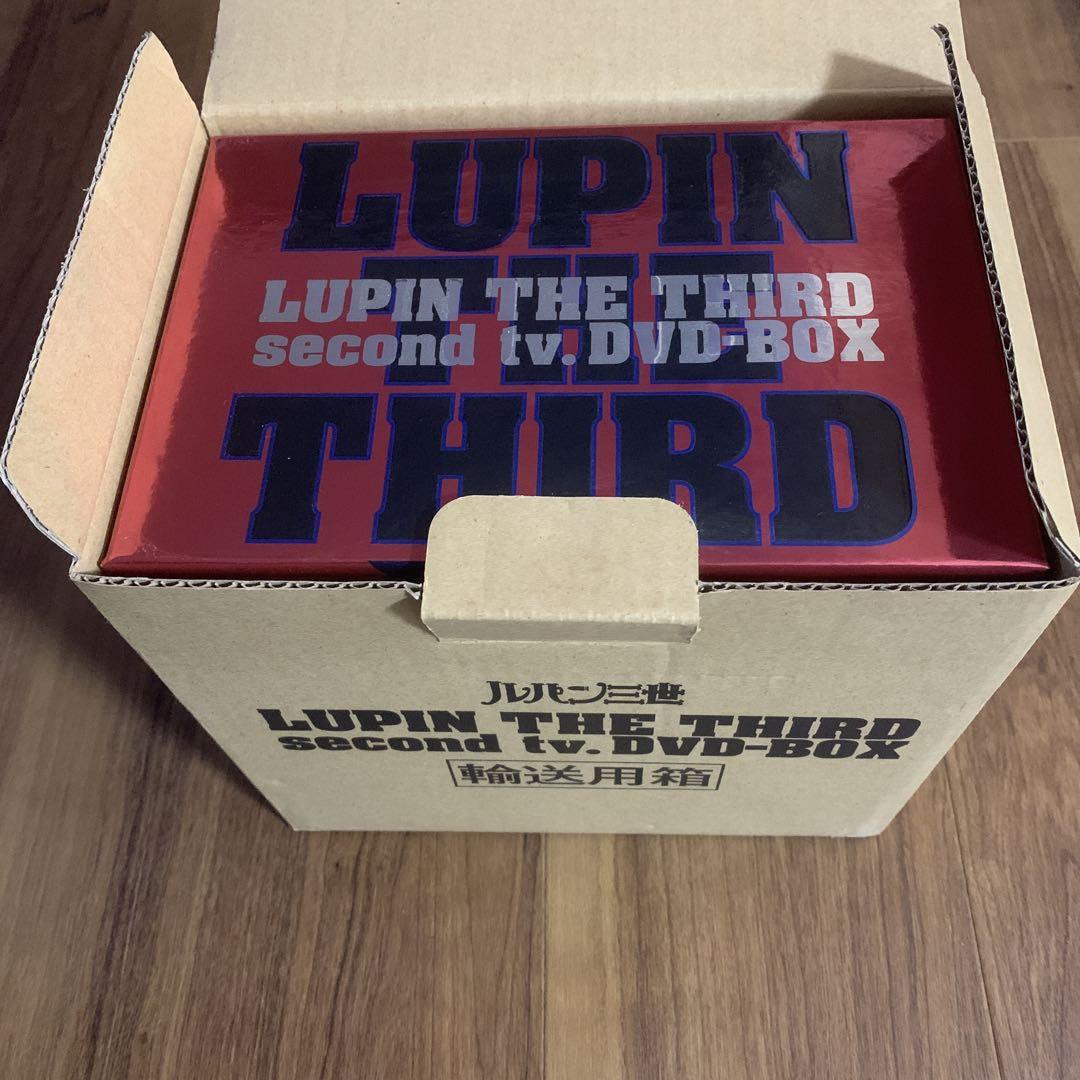 LUPIN
THE
THIRD
LUPIN THE THIRD
second tv. DVD-BOX
ルパン三世
LUPIN THE THIRD
second tv. DVD-BOX
輸送用箱